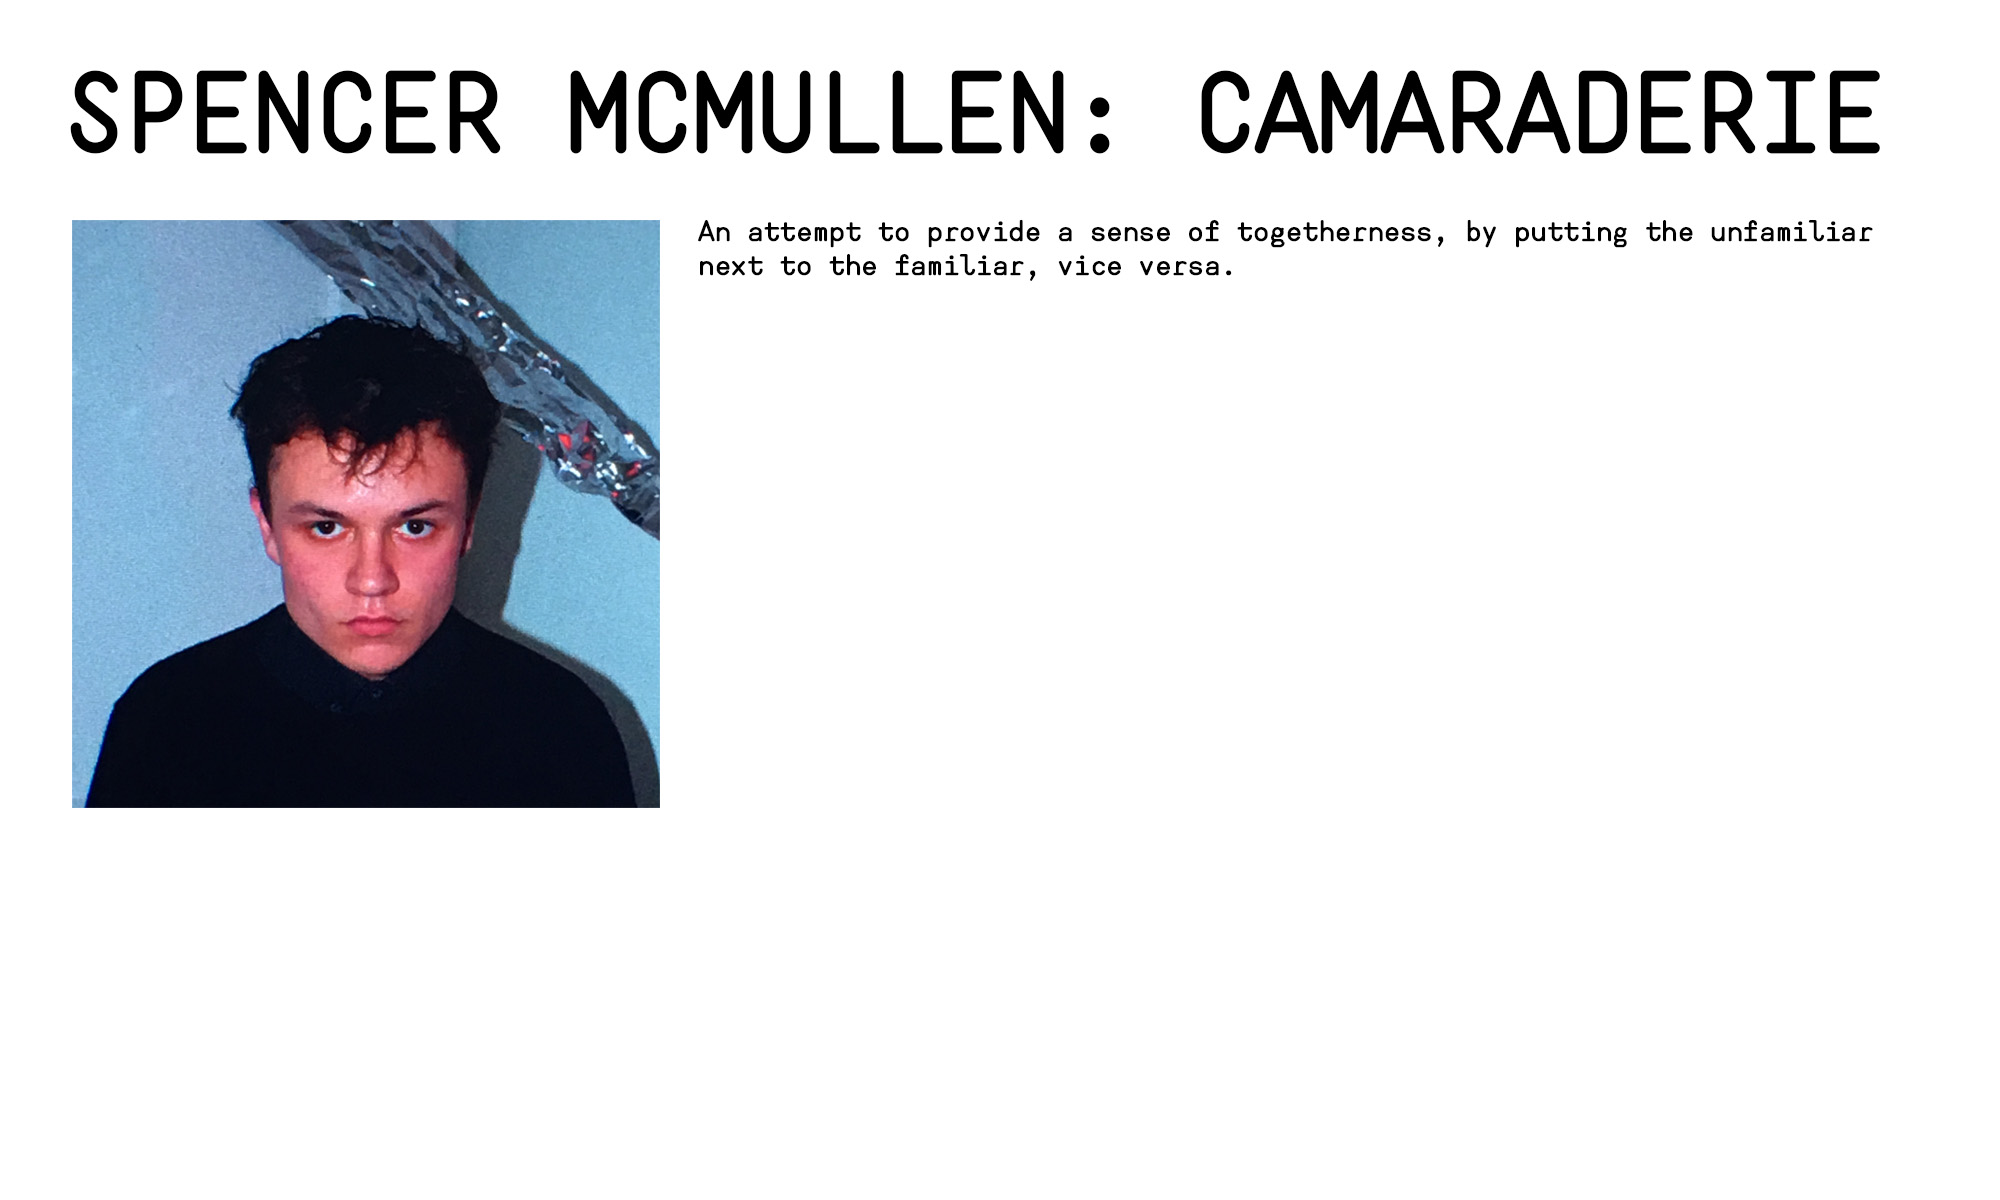 SPENCER MCMULLEN: CAMARADERIE
An attempt to provide a sense of togetherness, by putting the unfamiliar
next to the familiar, vice versa.